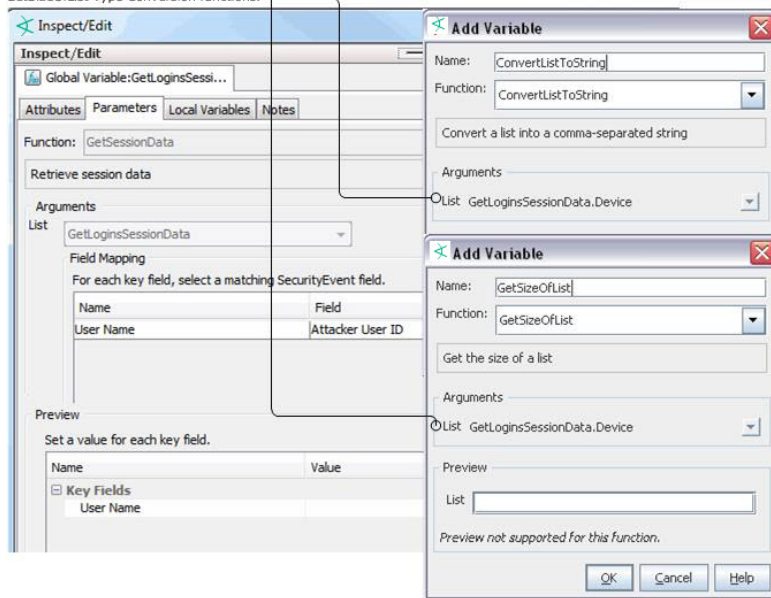 Type Conversion functions.
Inspect/Edit
Inspect/Edit
Global Variable:GetLoginsSessi...
Attributes Parameters Local Variables Notes
Function: GetSessionData
Retrieve session data
Arguments
List GetLoginsSessionData
Field Mapping
For each key field, select a matching SecurityEvent field.
Name Field
User Name Attacker User ID
Preview
Set a value for each key field.
Name Value
Key Fields
User Name
Add Variable
Name: ConvertListToString
Function: ConvertListToString
Convert a list into a comma-separated string
Arguments
List GetLoginsSessionData.Device
Add Variable
Name: GetSizeOfList
Function: GetSizeOfList
Get the size of a list
Arguments
List GetLoginsSessionData.Device
Preview
List
Preview not supported for this function.
OK Cancel Help